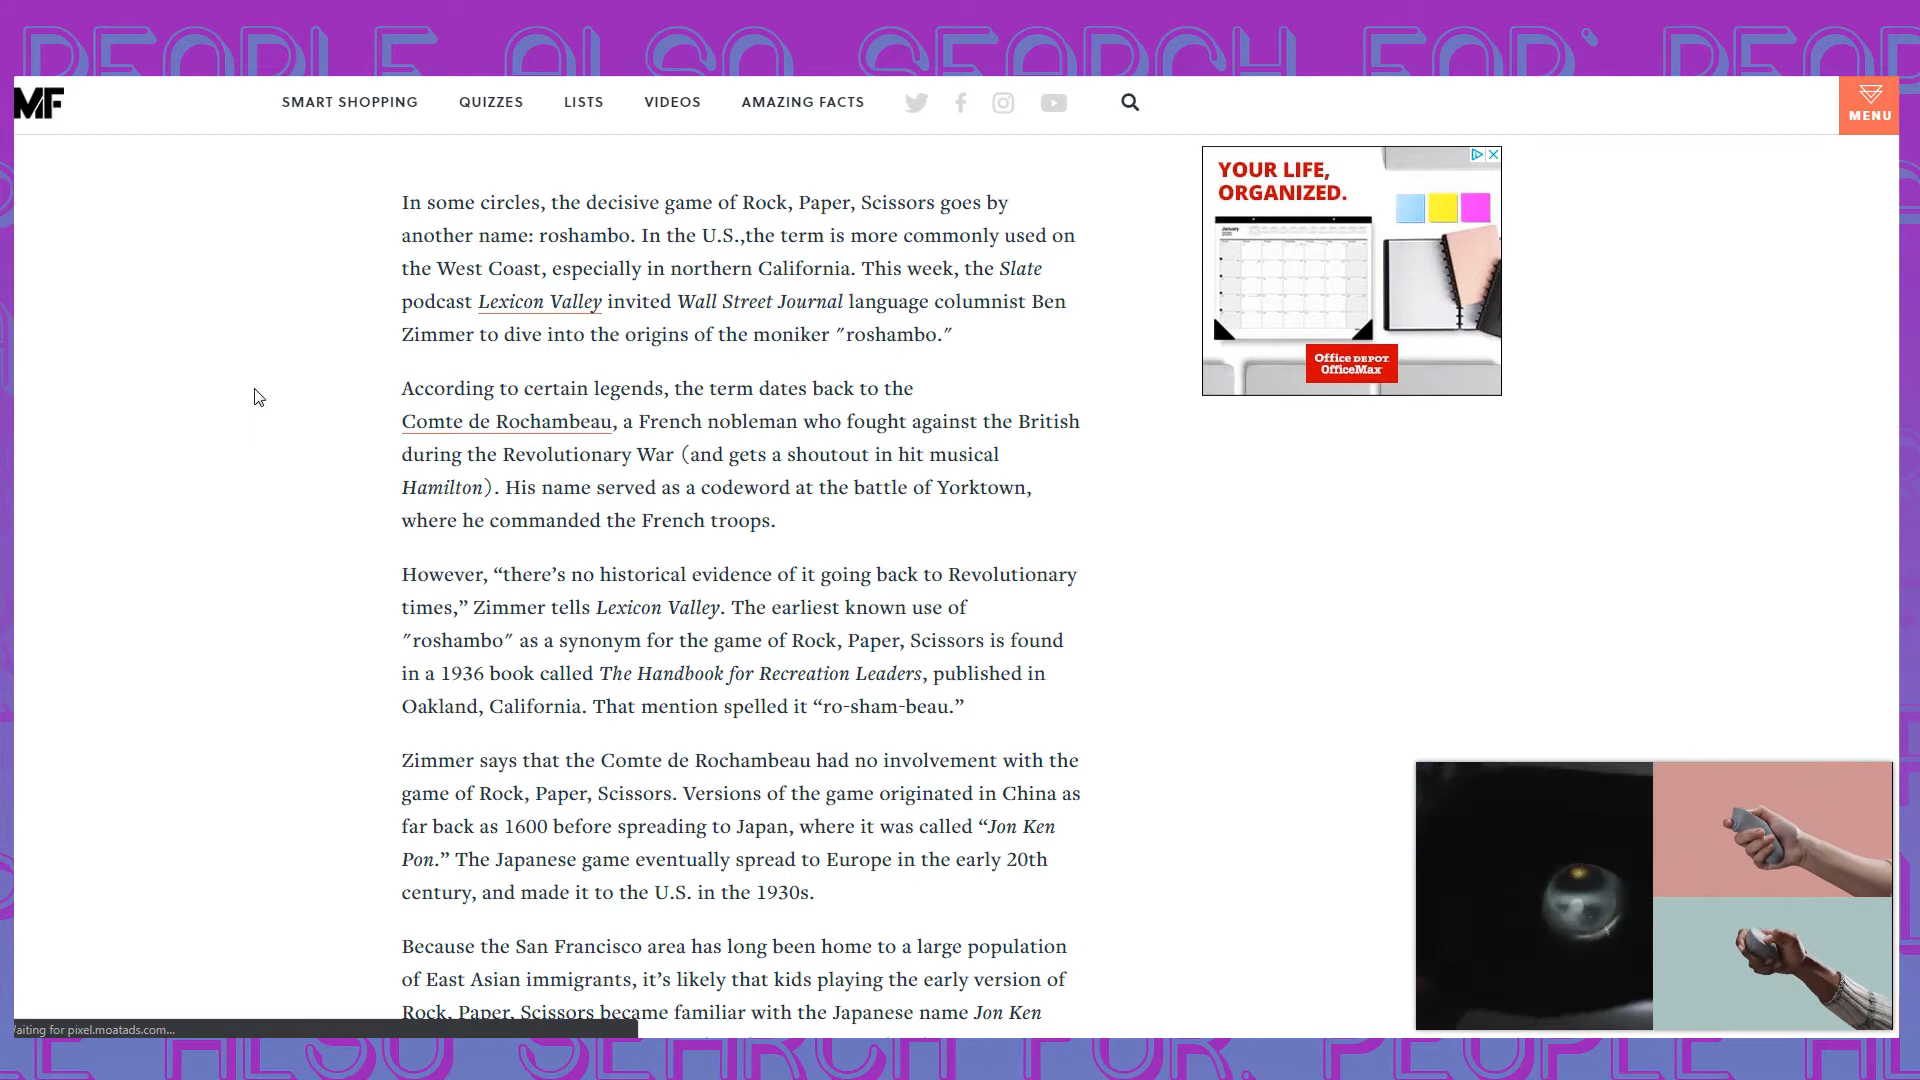 PEOPLE ALSO SEARCH FOR: PEOP
MF
SMART SHOPPING QUIZZES LISTS VIDEOS AMAZING FACTS
MENU
In some circles, the decisive game of Rock, Paper, Scissors goes by
another name: roshambo. In the U.S.,the term is more commonly used on
the West Coast, especially in northern California. This week, the Slate
podcast Lexicon Valley invited Wall Street Journal language columnist Ben
Zimmer to dive into the origins of the moniker "roshambo."
According to certain legends, the term dates back to the
Comte de Rochambeau, a French nobleman who fought against the British
during the Revolutionary War (and gets a shoutout in hit musical
Hamilton). His name served as a codeword at the battle of Yorktown,
where he commanded the French troops.
However, “there’s no historical evidence of it going back to Revolutionary
times,” Zimmer tells Lexicon Valley. The earliest known use of
"roshambo" as a synonym for the game of Rock, Paper, Scissors is found
in a 1936 book called The Handbook for Recreation Leaders, published in
Oakland, California. That mention spelled it “ro-sham-beau.”
Zimmer says that the Comte de Rochambeau had no involvement with the
game of Rock, Paper, Scissors. Versions of the game originated in China as
far back as 1600 before spreading to Japan, where it was called “Jon Ken
Pon.” The Japanese game eventually spread to Europe in the early 20th
century, and made it to the U.S. in the 1930s.
Because the San Francisco area has long been home to a large population
of East Asian immigrants, it’s likely that kids playing the early version of
Rock, Paper, Scissors became familiar with the Japanese name Jon Ken
YOUR LIFE,
ORGANIZED.
January
2020
Office DEPOT
OfficeMax
aiting for pixel.moatads.com...
LE ALSO SEARCH FOR: PEOPLE AL